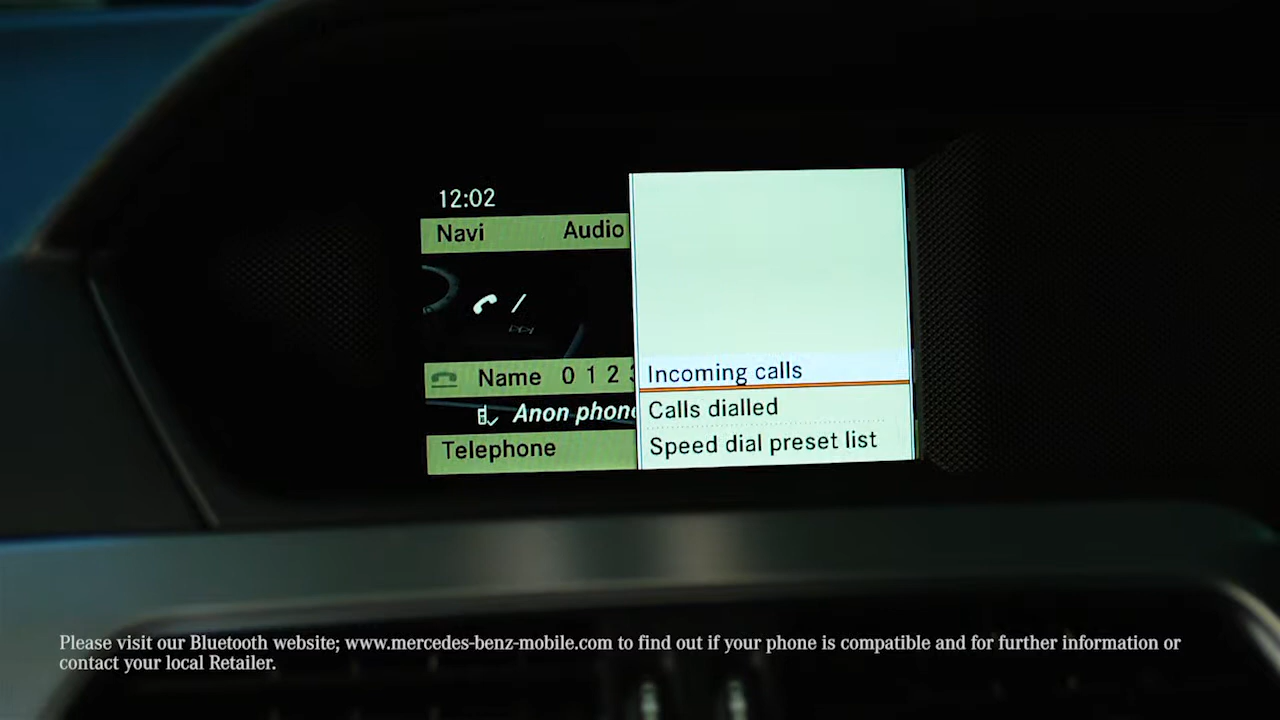 12:02
Navi Audio
Name 0 1 2
Incoming calls
Anon phone
Calls dialled
Telephone
Speed dial preset list
Please visit our Bluetooth website; www.mercedes-benz-mobile.com to find out if your phone is compatible and for further information or
contact your local Retailer.